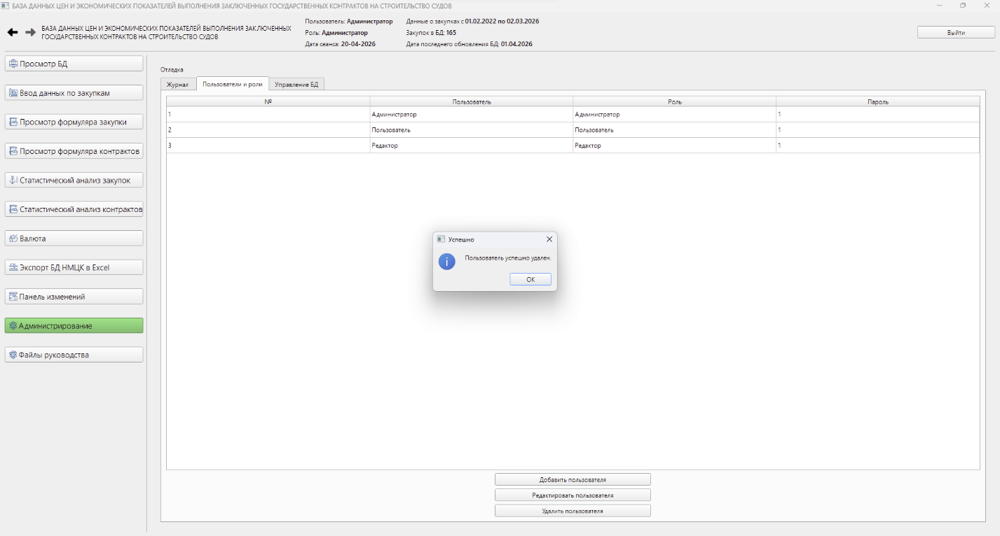 БАЗА ДАННЫХ ЦЕН И ЭКОНОМИЧЕСКИХ ПОКАЗАТЕЛЕЙ ВЫПОЛНЕНИЯ ЗАКЛЮЧЕННЫХ ГОСУДАРСТВЕННЫХ КОНТРАКТОВ НА СТРОИТЕЛЬСТВО СУДОВ
БАЗА ДАННЫХ ЦЕН И ЭКОНОМИЧЕСКИХ ПОКАЗАТЕЛЕЙ ВЫПОЛНЕНИЯ ЗАКЛЮЧЕННЫХ
ГОСУДАРСТВЕННЫХ КОНТРАКТОВ НА СТРОИТЕЛЬСТВО СУДОВ
Пользователь: Администратор
Роль: Администратор
Дата сеанса: 20-04-2026
Данные о закупках с 01.02.2022 по 02.03.2026
Закупок в БД: 165
Дата последнего обновления БД: 01.04.2026
Выйти
Просмотр БД
Ввод данных по закупкам
Просмотр формуляра закупки
Просмотр формуляра контрактов
Статистический анализ закупок
Статистический анализ контрактов
Валюта
Экспорт БД НМЦК в Excel
Панель изменений
Администрирование
Файлы руководства
Отладка
Журнал Пользователи и роли Управление БД
№ Пользователь Роль Пароль
1 Администратор Администратор 1
2 Пользователь Пользователь 1
3 Редактор Редактор 1
Успешно
Пользователь успешно удален.
ОК
Добавить пользователя
Редактировать пользователя
Удалить пользователя